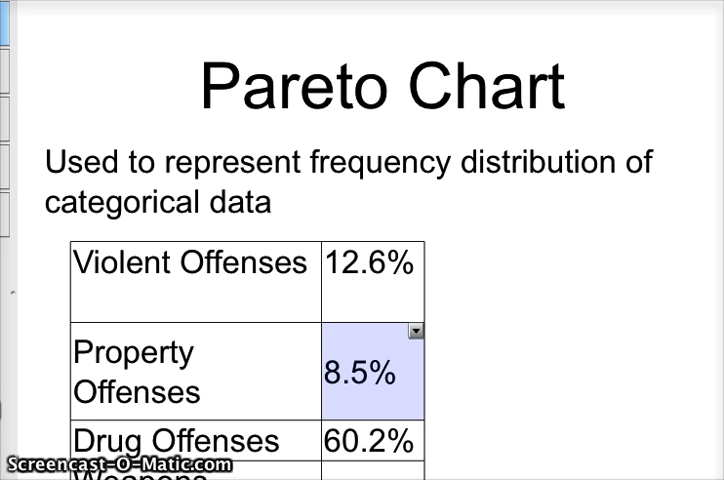 Pareto Chart
Used to represent frequency distribution of
categorical data
Violent Offenses 12.6%
Property
Offenses 8.5%
Drug Offenses 60.2%
Screencast-O-Matic.com
Weapons